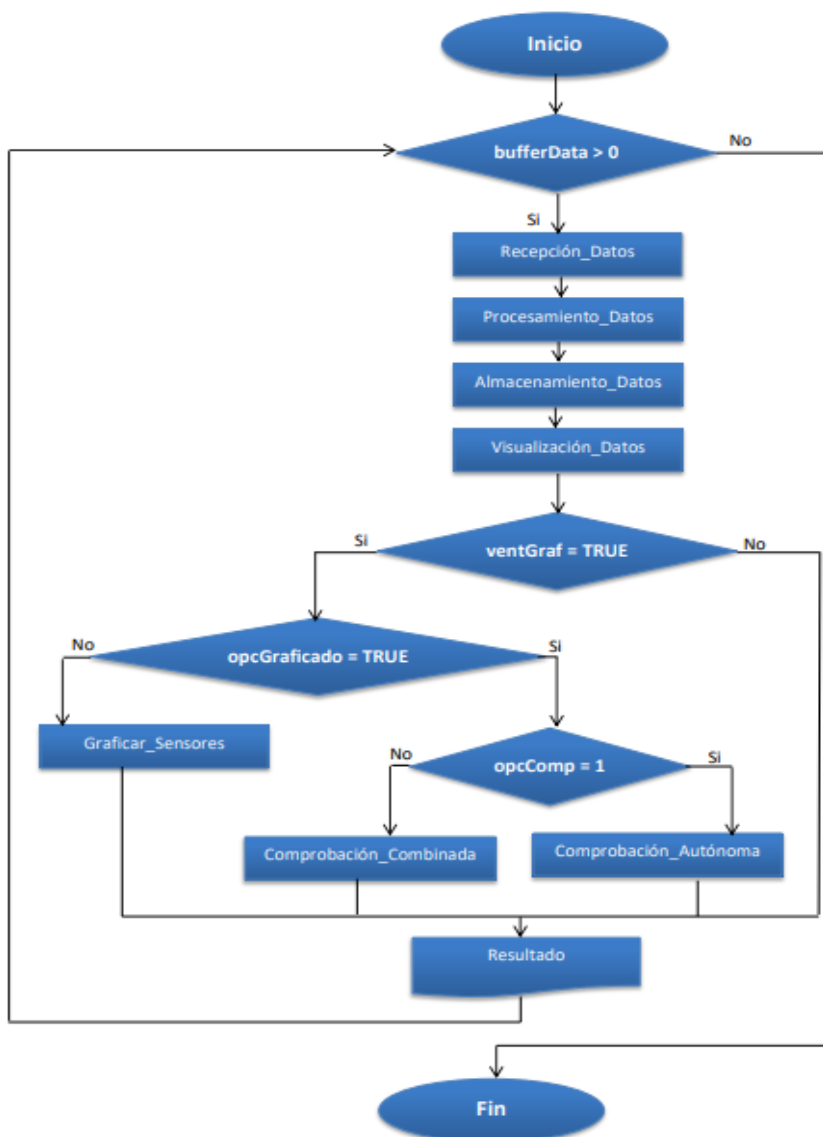 Inicio
bufferData > 0
No
Si
Recepción_Datos
Procesamiento_Datos
Almacenamiento_Datos
Visualización_Datos
Si
ventGraf = TRUE
No
No
opcGraficado = TRUE
Si
Graficar_Sensores
No
opcComp = 1
Si
Comprobación_Combinada
Comprobación_Autónoma
Resultado
Fin